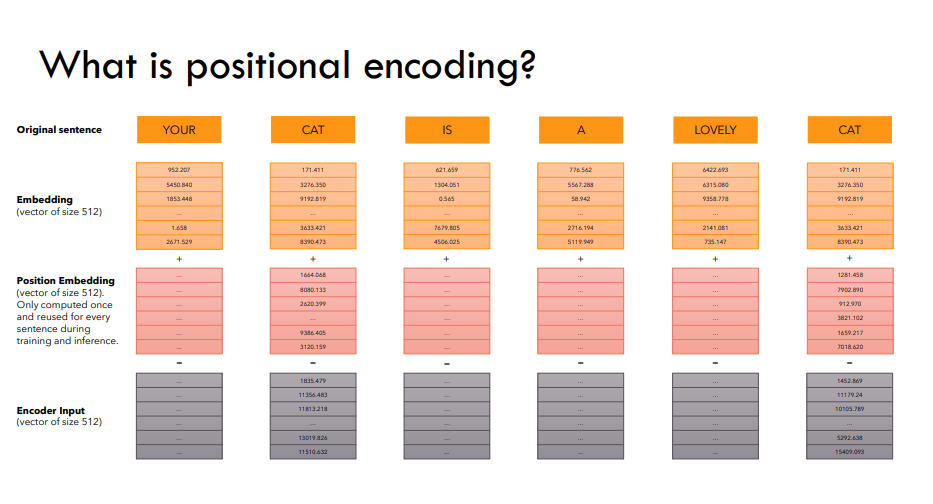 What is positional encoding?
Original sentence
YOUR CAT IS A LOVELY CAT
Embedding
(vector of size 512)
952.207 171.411 621.659 776.562 6422.693 171.411
5450.840 3276.350 1304.051 5567.288 6315.080 3276.350
1853.448 9192.819 0.565 58.942 9358.778 9192.819
... ... ... ... ... ...
1.658 3633.421 7679.805 2716.194 2141.081 3633.421
2671.529 8390.473 4506.025 5119.949 735.147 8390.473
+ + + + + +
Position Embedding
(vector of size 512).
Only computed once
and reused for every
sentence during
training and inference.
... 1664.068 ... ... ... 1281.458
... 8080.133 ... ... ... 7902.890
... 2620.399 ... ... ... 912.970
... ... ... ... ... 3821.102
... 9386.405 ... ... ... 1659.217
... 3120.159 ... ... ... 7018.620
= = = = = =
Encoder Input
(vector of size 512)
... 1835.479 ... ... ... 1452.869
... 11356.483 ... ... ... 11179.24
... 11813.218 ... ... ... 10105.789
... ... ... ... ... ...
... 13019.826 ... ... ... 5292.638
... 11510.632 ... ... ... 15409.093